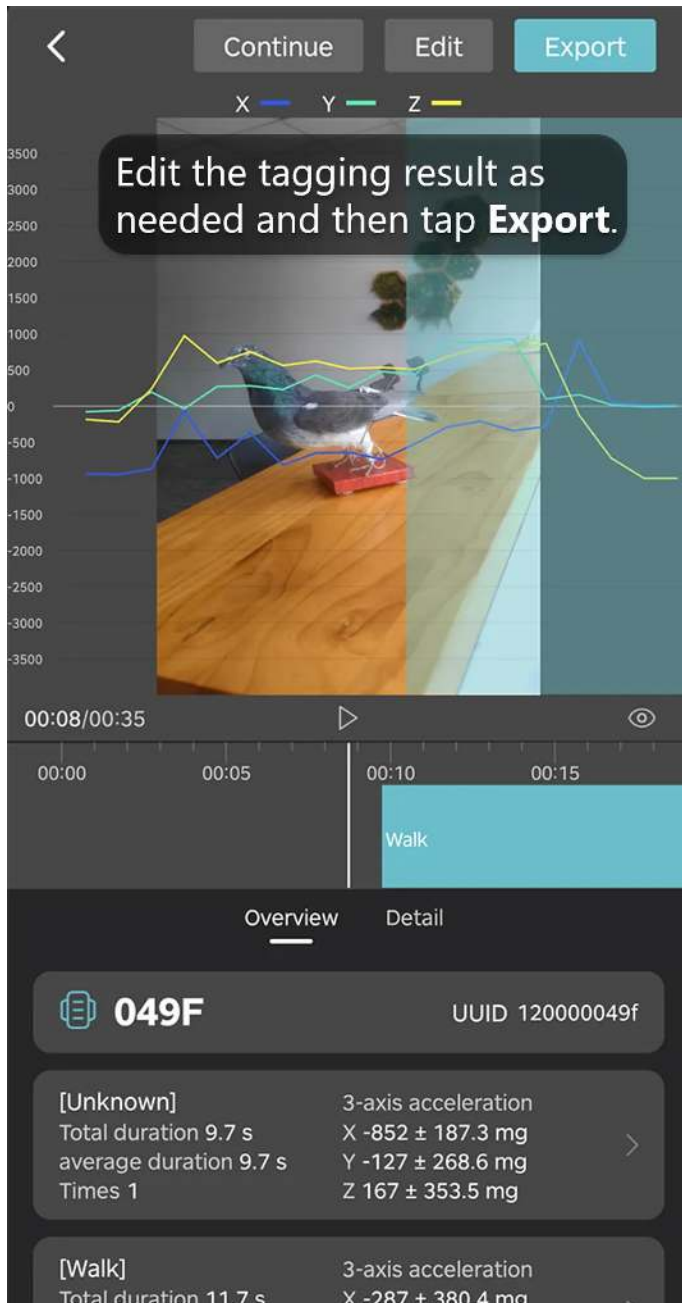 Continue Edit Export
X Y Z
Edit the tagging result as
needed and then tap Export.
3500
3000
2500
2000
1500
1000
500
0
-500
-1000
-1500
-2000
-2500
-3000
-3500
00:08/00:35
00:00 00:05 00:10 00:15
Walk
Overview Detail
049F UUID 120000049f
[Unknown] 3-axis acceleration
Total duration 9.7 s X -852 ± 187.3 mg
average duration 9.7 s Y -127 ± 268.6 mg
Times 1 Z 167 ± 353.5 mg
[Walk] 3-axis acceleration
Total duration 11.7 s X -287 ± 380.4 mg